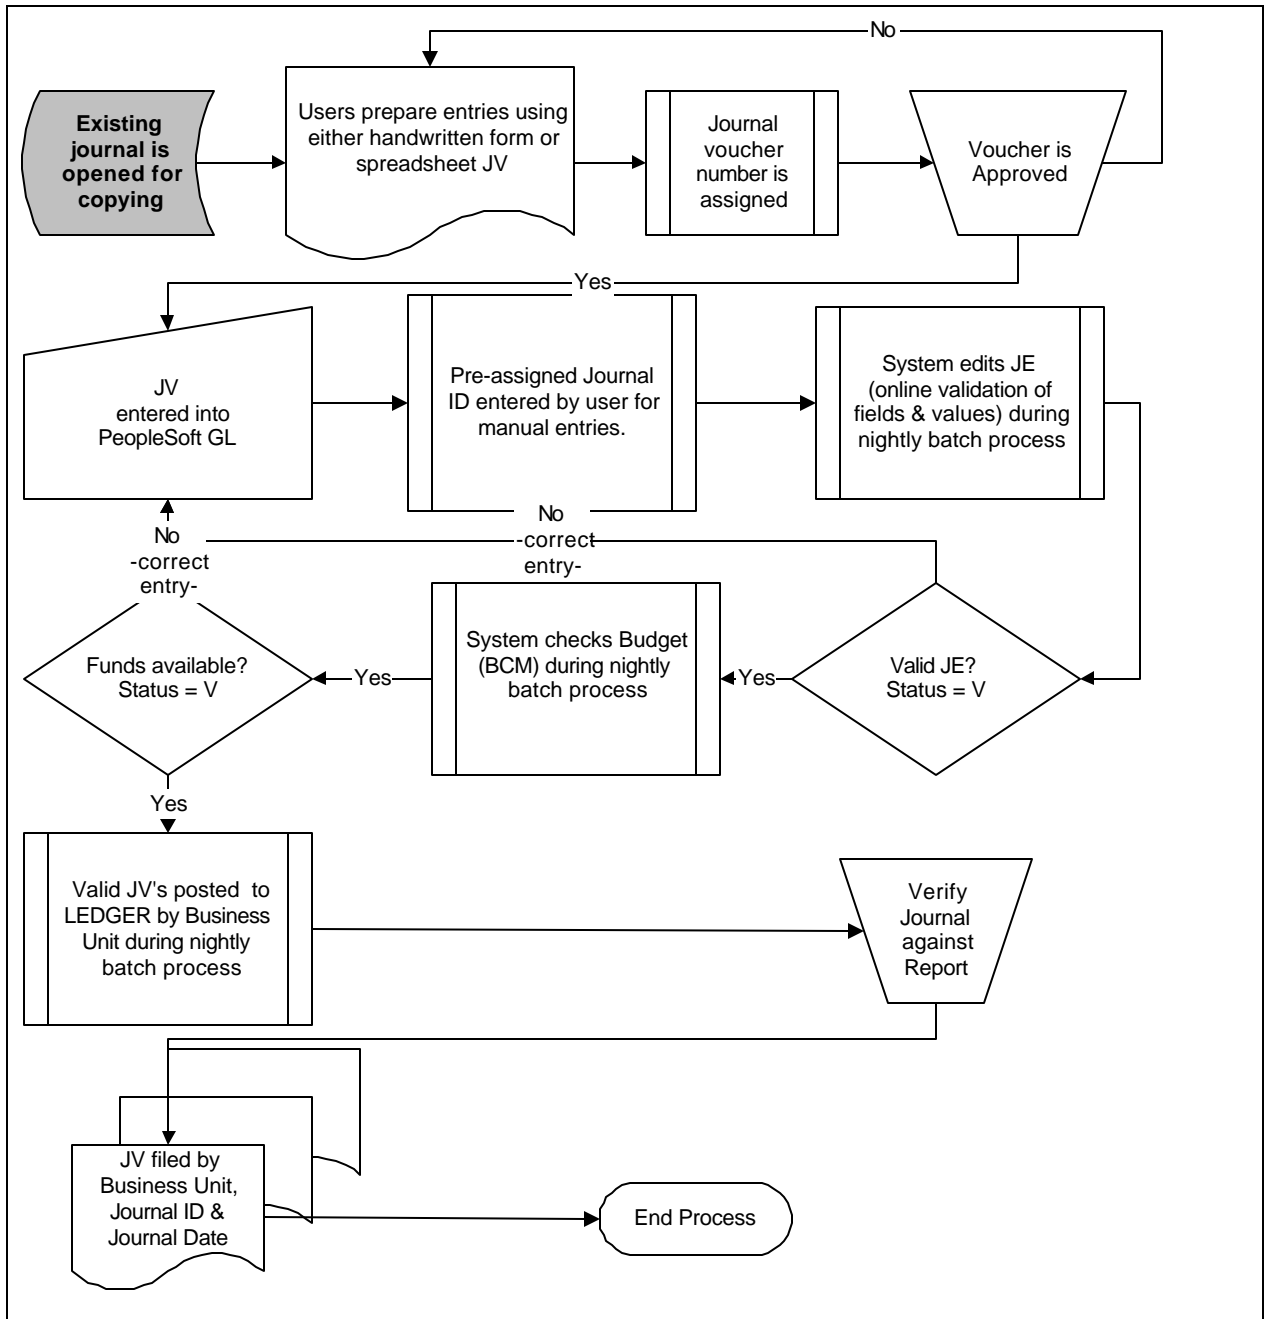 No
Existing
journal is
opened for
copying
Users prepare entries using
either handwritten form or
spreadsheet JV
Journal
voucher
number is
assigned
Voucher is
Approved
Yes
JV
entered into
PeopleSoft GL
Pre-assigned Journal
ID entered by user for
manual entries.
System edits JE
(online validation of
fields & values) during
nightly batch process
No
-correct
entry-
No
-correct
entry-
Funds available?
Status = V
Yes
System checks Budget
(BCM) during nightly
batch process
Yes
Valid JE?
Status = V
Yes
Valid JV's posted to
LEDGER by Business
Unit during nightly
batch process
Verify
Journal
against
Report
JV filed by
Business Unit,
Journal ID &
Journal Date
End Process